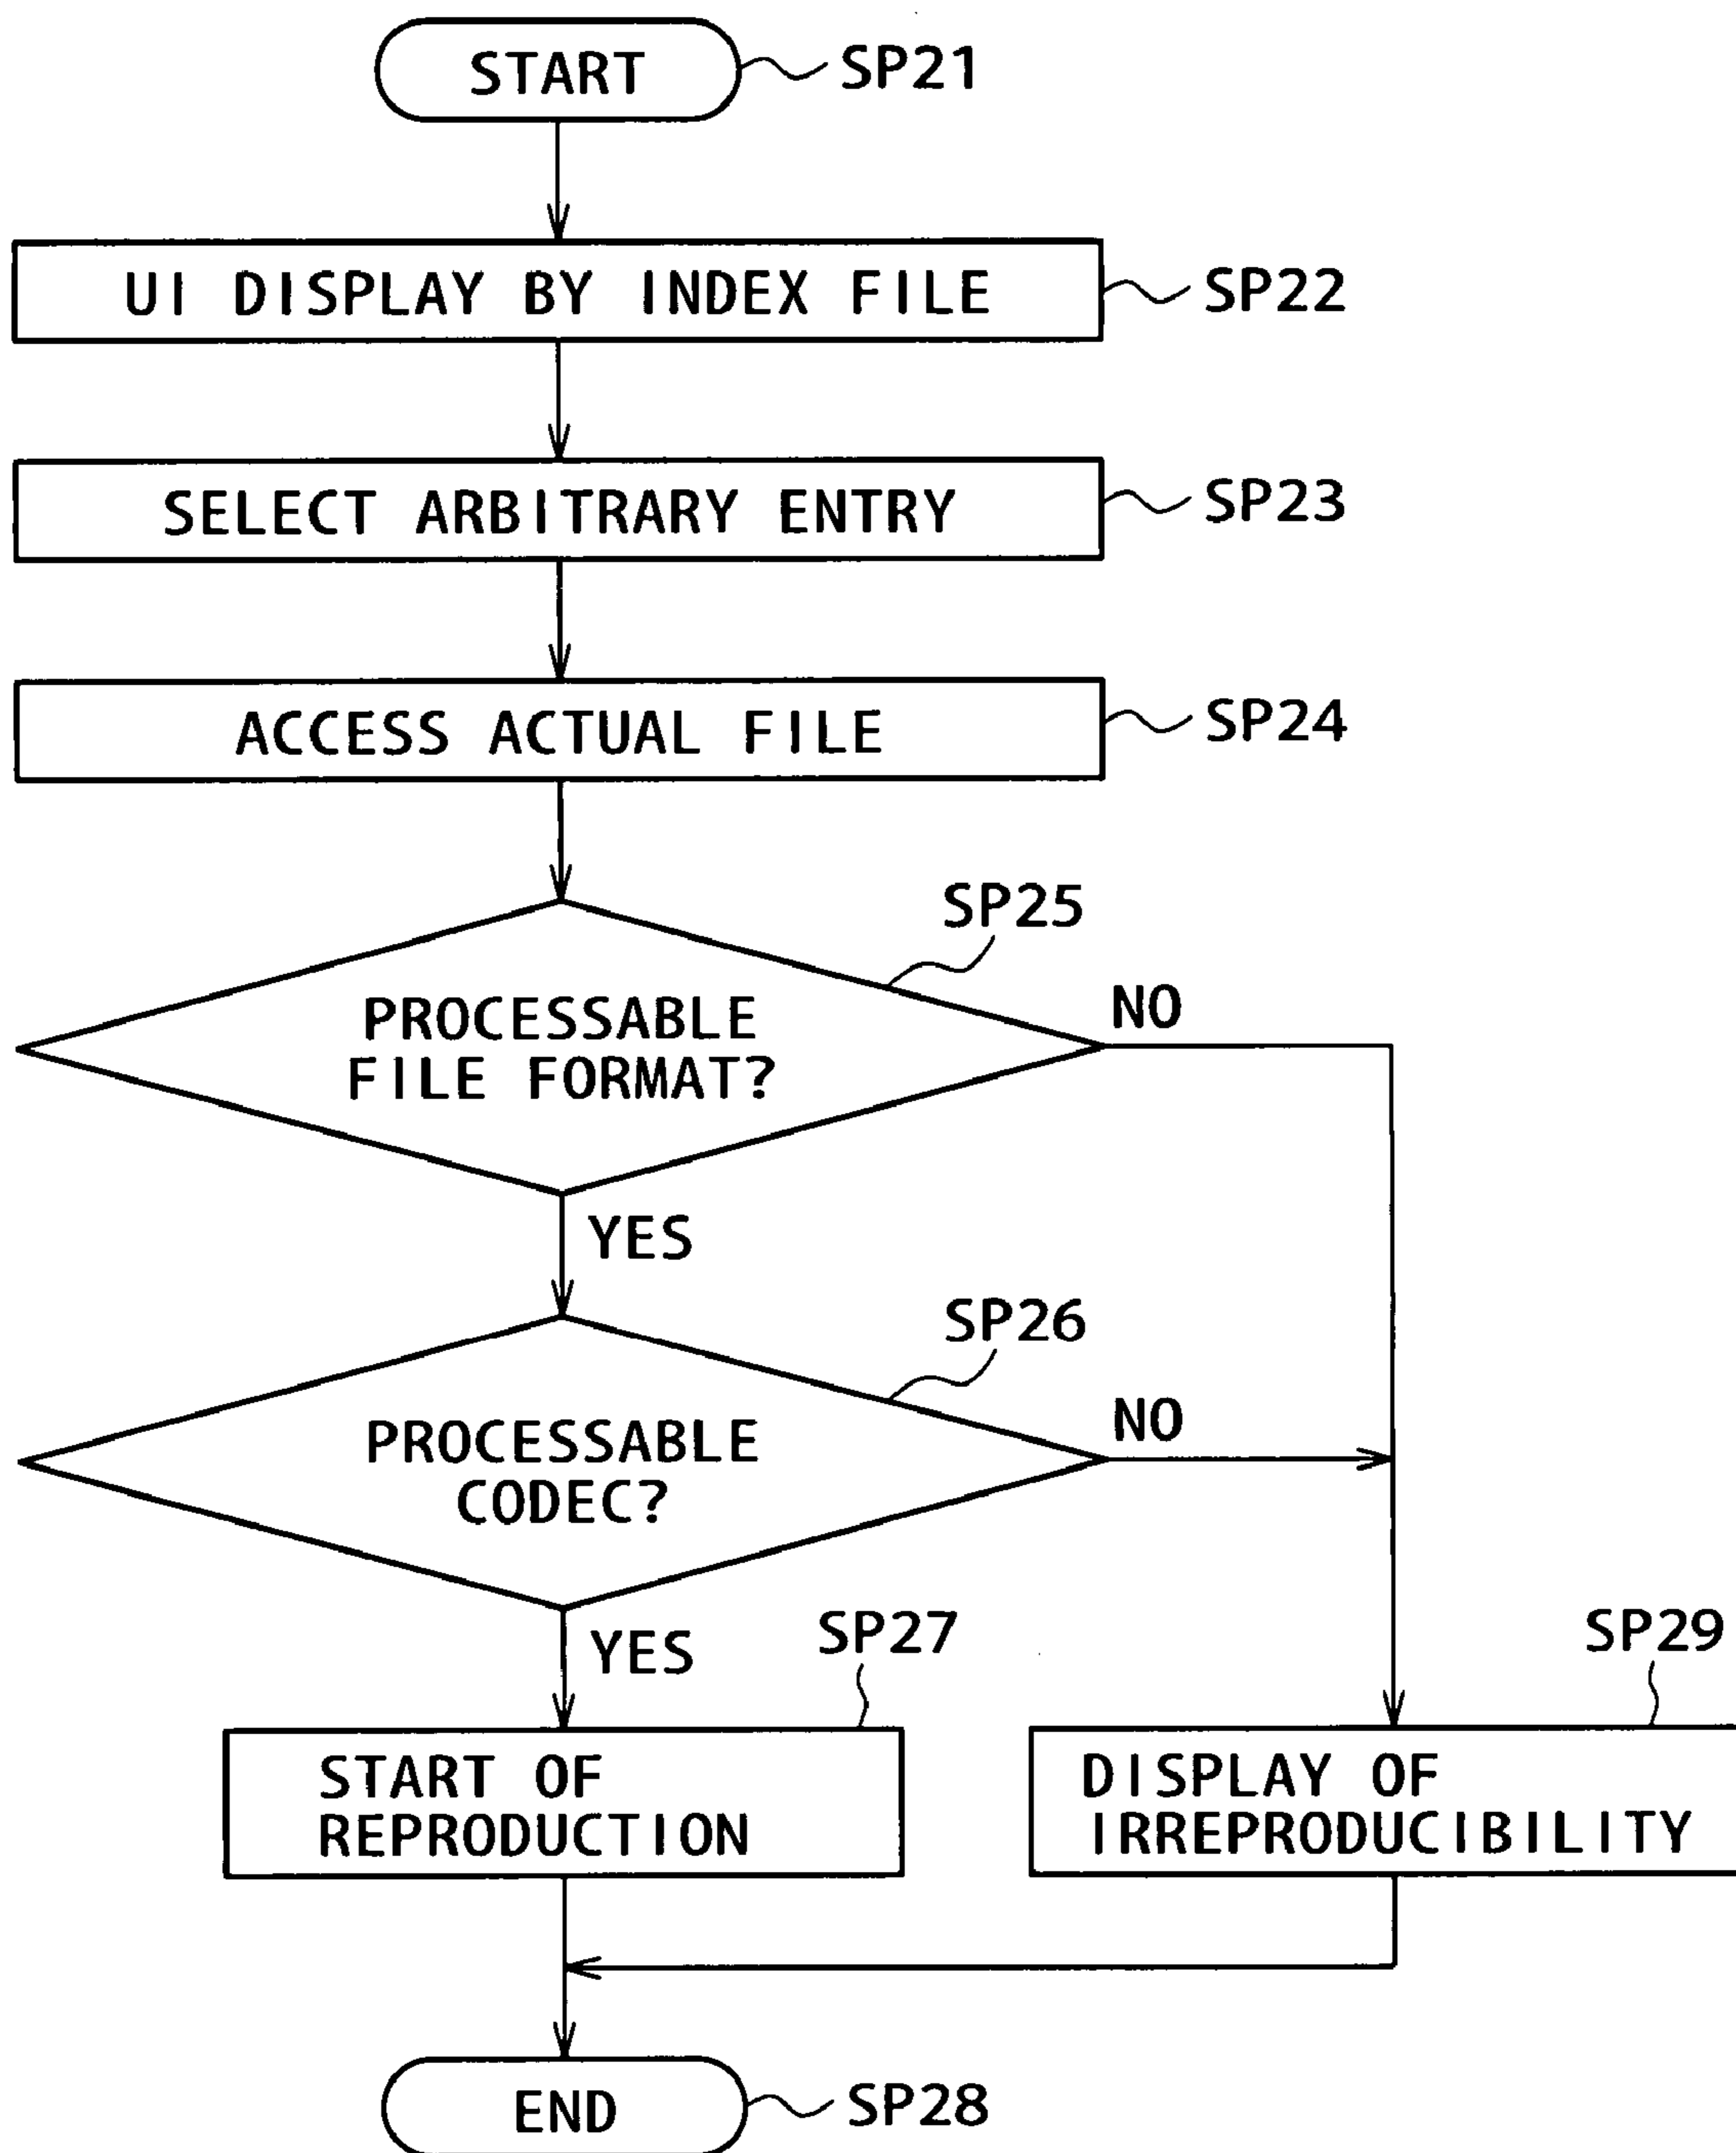 START
SP21
UI DISPLAY BY INDEX FILE
SP22
SELECT ARBITRARY ENTRY
SP23
ACCESS ACTUAL FILE
SP24
SP25
PROCESSABLE
FILE FORMAT?
NO
YES
SP26
PROCESSABLE
CODEC?
NO
YES
SP27
SP29
START OF
REPRODUCTION
DISPLAY OF
IRREPRODUCIBILITY
END
SP28